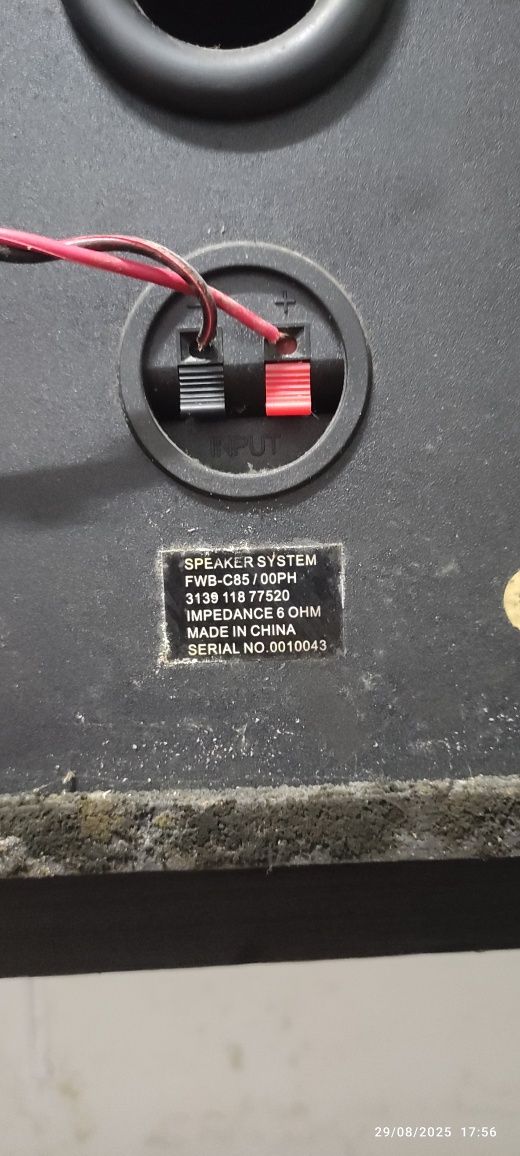 - +
INPUT
SPEAKER SYSTEM
FWB-C85 / 00PH
3139 118 77520
IMPEDANCE 6 OHM
MADE IN CHINA
SERIAL NO.0010043
29/08/2025 17:56